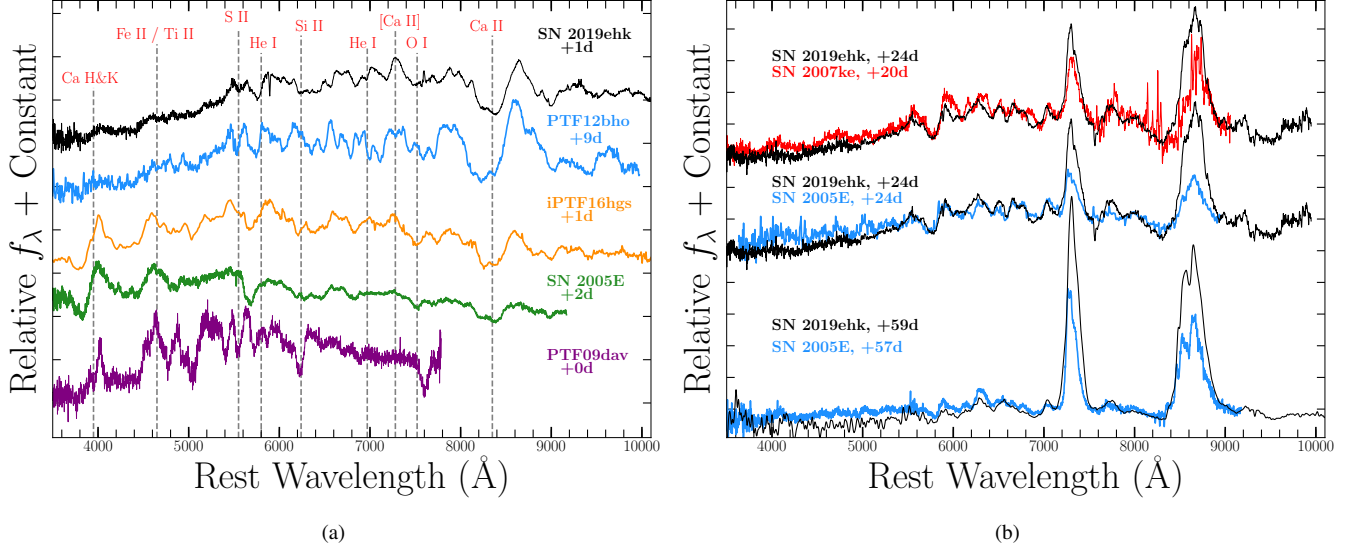 Relative fλ + Constant
S II
[Ca II]
Fe II / Ti II
Si II
SN 2019ehk
+1d
He I
He I
O I
Ca II
Ca H&K
PTF12bho
+9d
iPTF16hgs
+1d
SN 2005E
+2d
PTF09dav
+0d
4000 5000 6000 7000 8000 9000 10000
Rest Wavelength (Å)
(a)
Relative fλ + Constant
SN 2019ehk, +24d
SN 2007ke, +20d
SN 2019ehk, +24d
SN 2005E, +24d
SN 2019ehk, +59d
SN 2005E, +57d
4000 5000 6000 7000 8000 9000 10000
Rest Wavelength (Å)
(b)